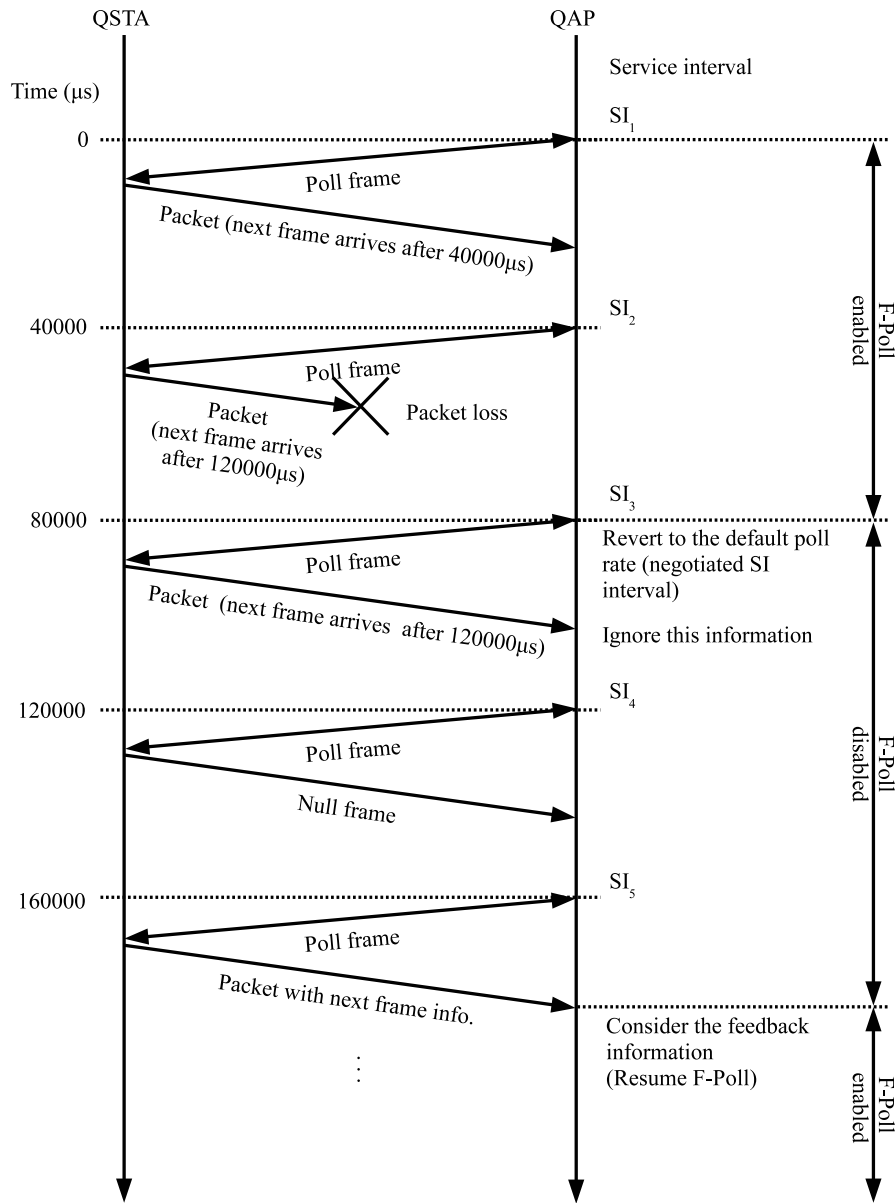 QSTA
QAP
Service interval
Time (μs)
SI1
0
Poll frame
Packet (next frame arrives after 40000μs)
F-Poll
enabled
SI2
40000
Poll frame
Packet
(next frame arrives
after 120000μs)
Packet loss
SI3
80000
Revert to the default poll
rate (negotiated SI
interval)
Poll frame
Packet (next frame arrives after 120000μs)
Ignore this information
SI4
120000
Poll frame
F-Poll
disabled
Null frame
SI5
160000
Poll frame
Packet with next frame info.
Consider the feedback
information
(Resume F-Poll)
F-Poll
enabled
⋮